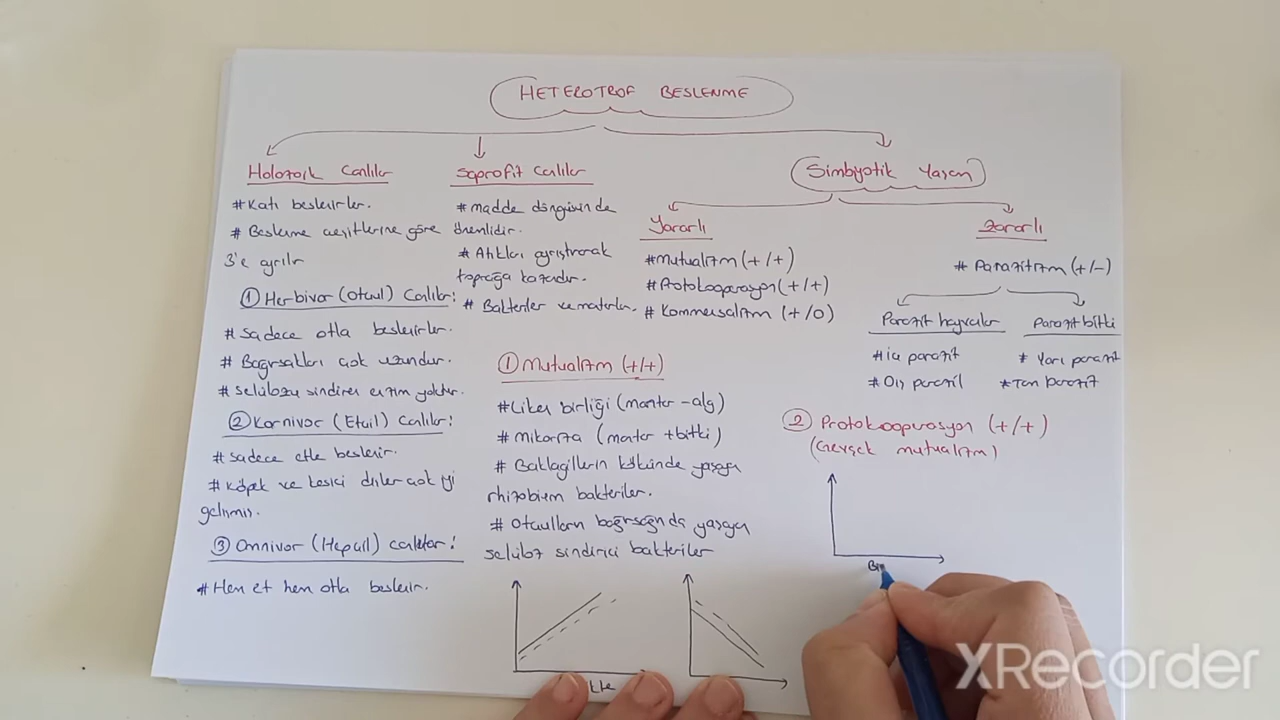 HETEROTROF BESLENME
Holozoik Canlılar
#Katı beslenirler.
# Beslenme çeşitlerine göre
3'e ayrılır
① Herbivor (Otçul) Canlılar!
# Sadece otla beslenirler.
# Bağırsakları çok uzundur.
# Selülozu sindiren enzim yoktur.
② Karnivor (Etçil) Canlılar!
# Sadece etle beslenir.
# Köpek ve kesici dişler çok iyi
gelişmiş.
③ Omnivor (Hepçil) canlılar!
# Hem et hem otla beslenir.
Saprofit Canlılar
# madde döngüsünde
önemlidir.
# Atıkları ayrıştırarak
toprağa kazandır.
# Bakteriler ve mantarlar.
Simbiyotik Yaşam
Yararlı
#Mutualizm (+/+)
#Protokooperasyon (+/+)
# Kommensalizm (+/0)
Zararlı
# Parazitizm (+/-)
Parazit hayvanlar
#İç parazit
#Dış parazit
Parazit bitki
* Yarı parazit
*Tam parazit
① Mutualizm (+/+)
#Liken birliği (mantar - alg)
# Mikoriza (mantar + bitki)
# Baklagillerin kökünde yaşayan
rhizobium bakteriler.
# Otçulların bağırsağında yaşayan
selüloz sindirici bakteriler
② Protokooperasyon (+/+)
(Gevşek mutualizm)
XRecorder